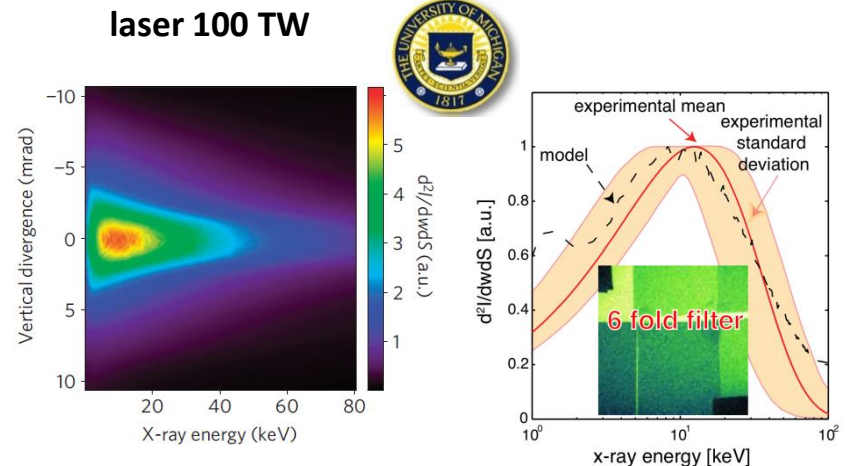 laser 100 TW
THE UNIVERSITY OF MICHIGAN
1817
−10
−5
0
5
10
Vertical divergence (mrad)
20
40
60
80
X-ray energy (keV)
5
4
3
2
1
d²I/dwdS (a.u.)
experimental mean
experimental
standard
deviation
model
1
0.8
0.6
0.4
0.2
0
d²I/dwdS [a.u.]
6 fold filter
10⁰
10¹
10²
x-ray energy [keV]